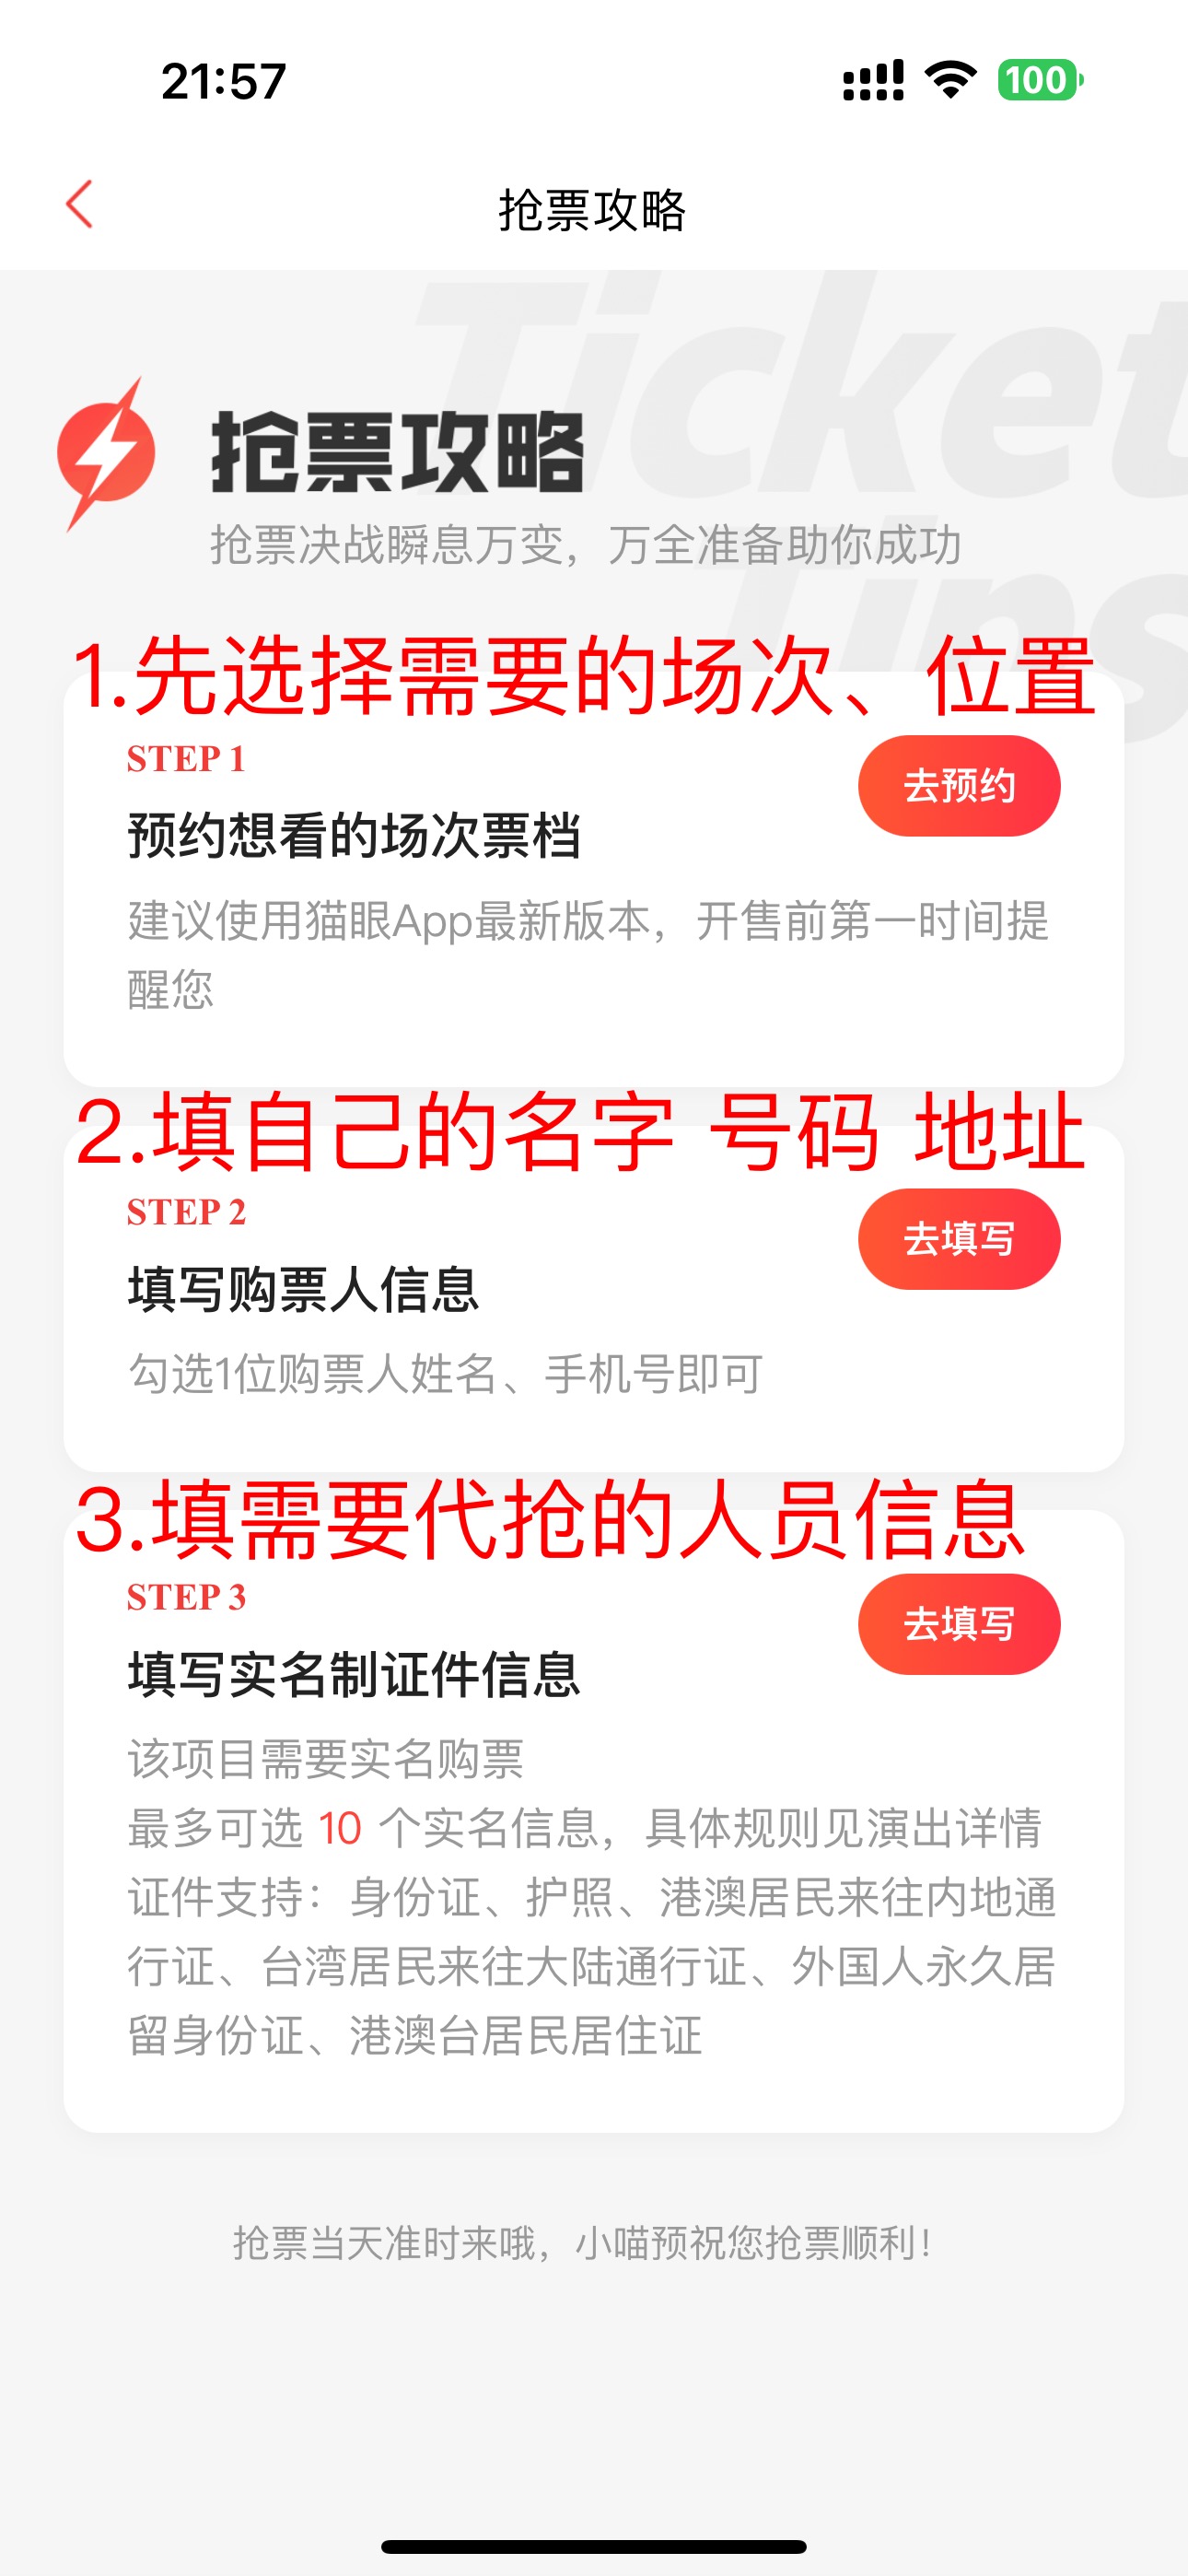 21:57
100
抢票攻略
Ticket
Tips
抢票攻略
抢票决战瞬息万变，万全准备助你成功
1.先选择需要的场次、位置
STEP 1
去预约
预约想看的场次票档
建议使用猫眼App最新版本，开售前第一时间提
醒您
2.填自己的名字 号码 地址
STEP 2
去填写
填写购票人信息
勾选1位购票人姓名、手机号即可
3.填需要代抢的人员信息
STEP 3
去填写
填写实名制证件信息
该项目需要实名购票
最多可选 10 个实名信息，具体规则见演出详情
证件支持：身份证、护照、港澳居民来往内地通
行证、台湾居民来往大陆通行证、外国人永久居
留身份证、港澳台居民居住证
抢票当天准时来哦，小喵预祝您抢票顺利！